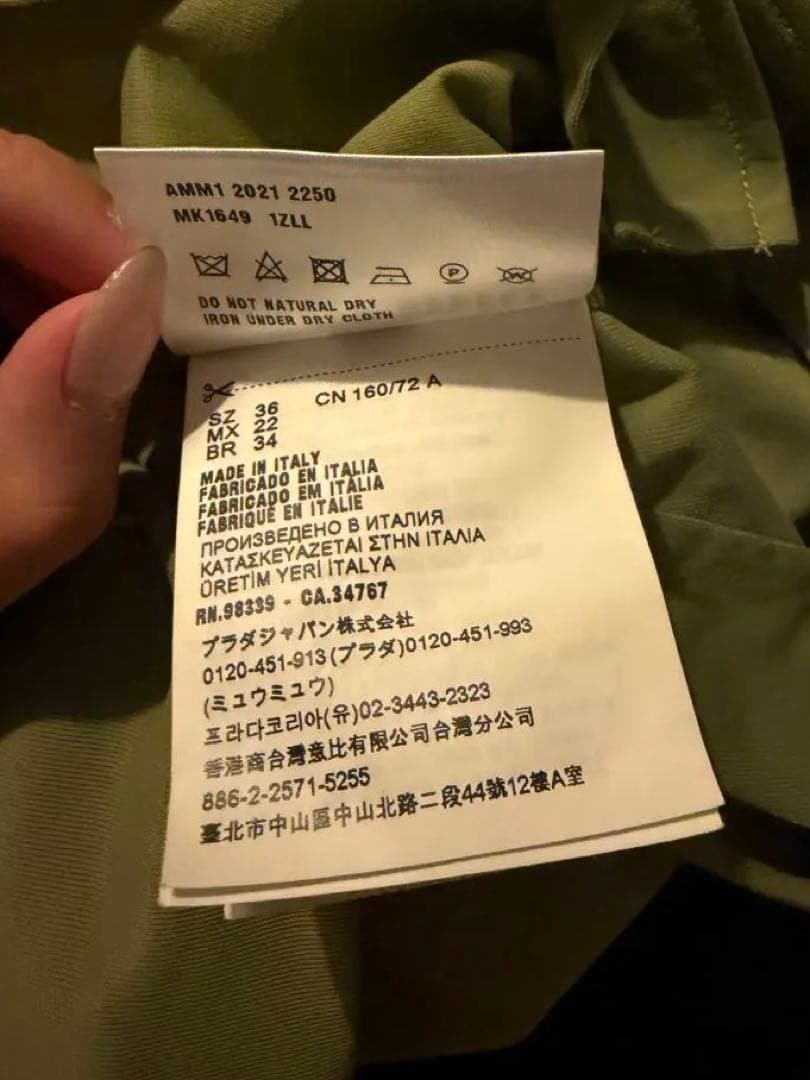 AMM1 2021 2250
MK1649 1ZLL
P
W
DO NOT NATURAL DRY
IRON UNDER DRY CLOTH
SZ 36 CN 160/72 A
MX 22
BR 34
MADE IN ITALY
FABRICADO EN ITALIA
FABRICADO EM ITÀLIA
FABRIQUÉ EN ITALIE
ПРОИЗВЕДЕНО В ИТАЛИЯ
ΚΑΤΑΣΚΕΥΑΖΕΤΑΙ ΣΤΗΝ ΙΤΑΛΙΑ
ÜRETİM YERİ İTALYA
RN.98339 - CA.34767
プラダジャパン株式会社
0120-451-913(プラダ)0120-451-993
(ミュウミュウ)
프라다코리아(유)02-3443-2323
香港商台灣意比有限公司台灣分公司
886-2-2571-5255
臺北市中山區中山北路二段44號12樓A室